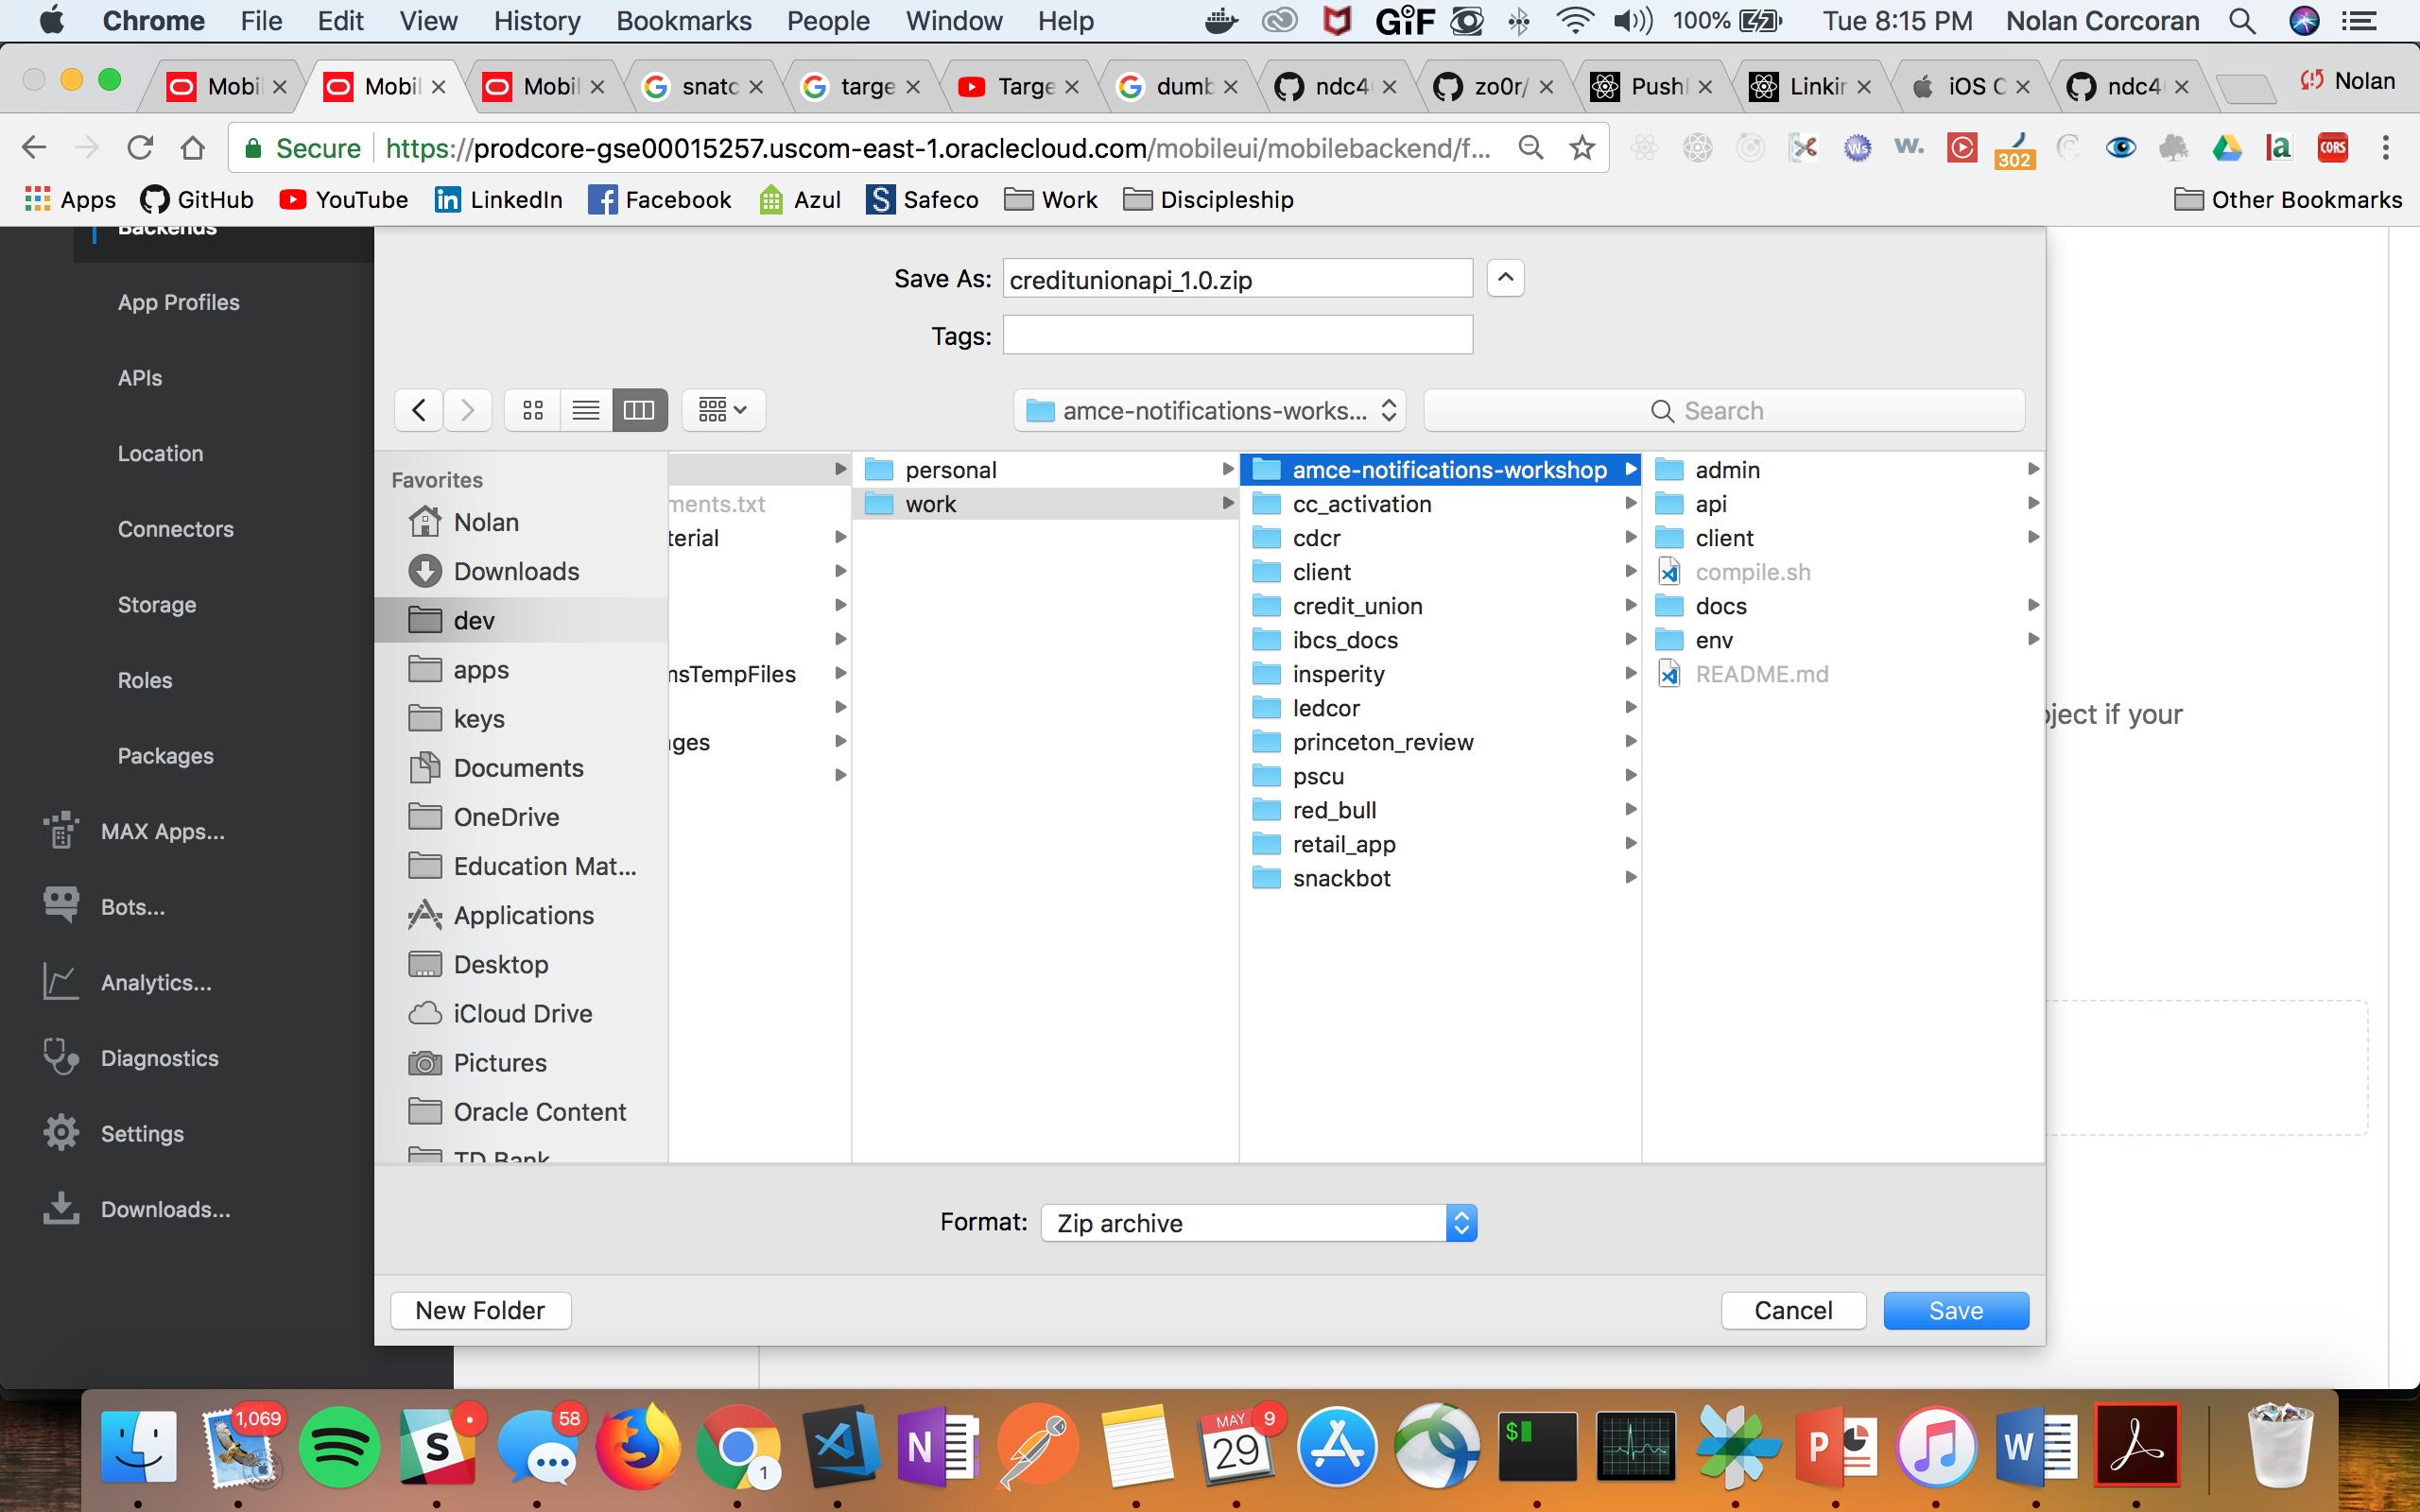 Chrome File Edit View History Bookmarks People Window Help GIF 100% Tue 8:15 PM Nolan Corcoran
Mobil Mobil Mobil snatc targe Targe dumb ndc4 zo0r/ Push Linkin iOS C ndc4 Nolan
Secure https://prodcore-gse00015257.uscom-east-1.oraclecloud.com/mobileui/mobilebackend/f... Ws w. 302 la CORS
Apps GitHub YouTube LinkedIn Facebook Azul S Safeco Work Discipleship Other Bookmarks
Backends
App Profiles
APIs
Location
Connectors
Storage
Roles
Packages
MAX Apps...
Bots...
Analytics...
Diagnostics
Settings
Downloads...
Save As: creditunionapi_1.0.zip
Tags:
amce-notifications-works... Search
Favorites
Nolan
Downloads
dev
apps
keys
Documents
OneDrive
Education Mat...
Applications
Desktop
iCloud Drive
Pictures
Oracle Content
TD Bank
ments.txt
terial
nsTempFiles
ges
personal
work
amce-notifications-workshop
cc_activation
cdcr
client
credit_union
ibcs_docs
insperity
ledcor
princeton_review
pscu
red_bull
retail_app
snackbot
admin
api
client
compile.sh
docs
env
README.md
ject if your
Format: Zip archive
New Folder Cancel Save
1,069 S 58 1 N MAY 29 9 $ P W